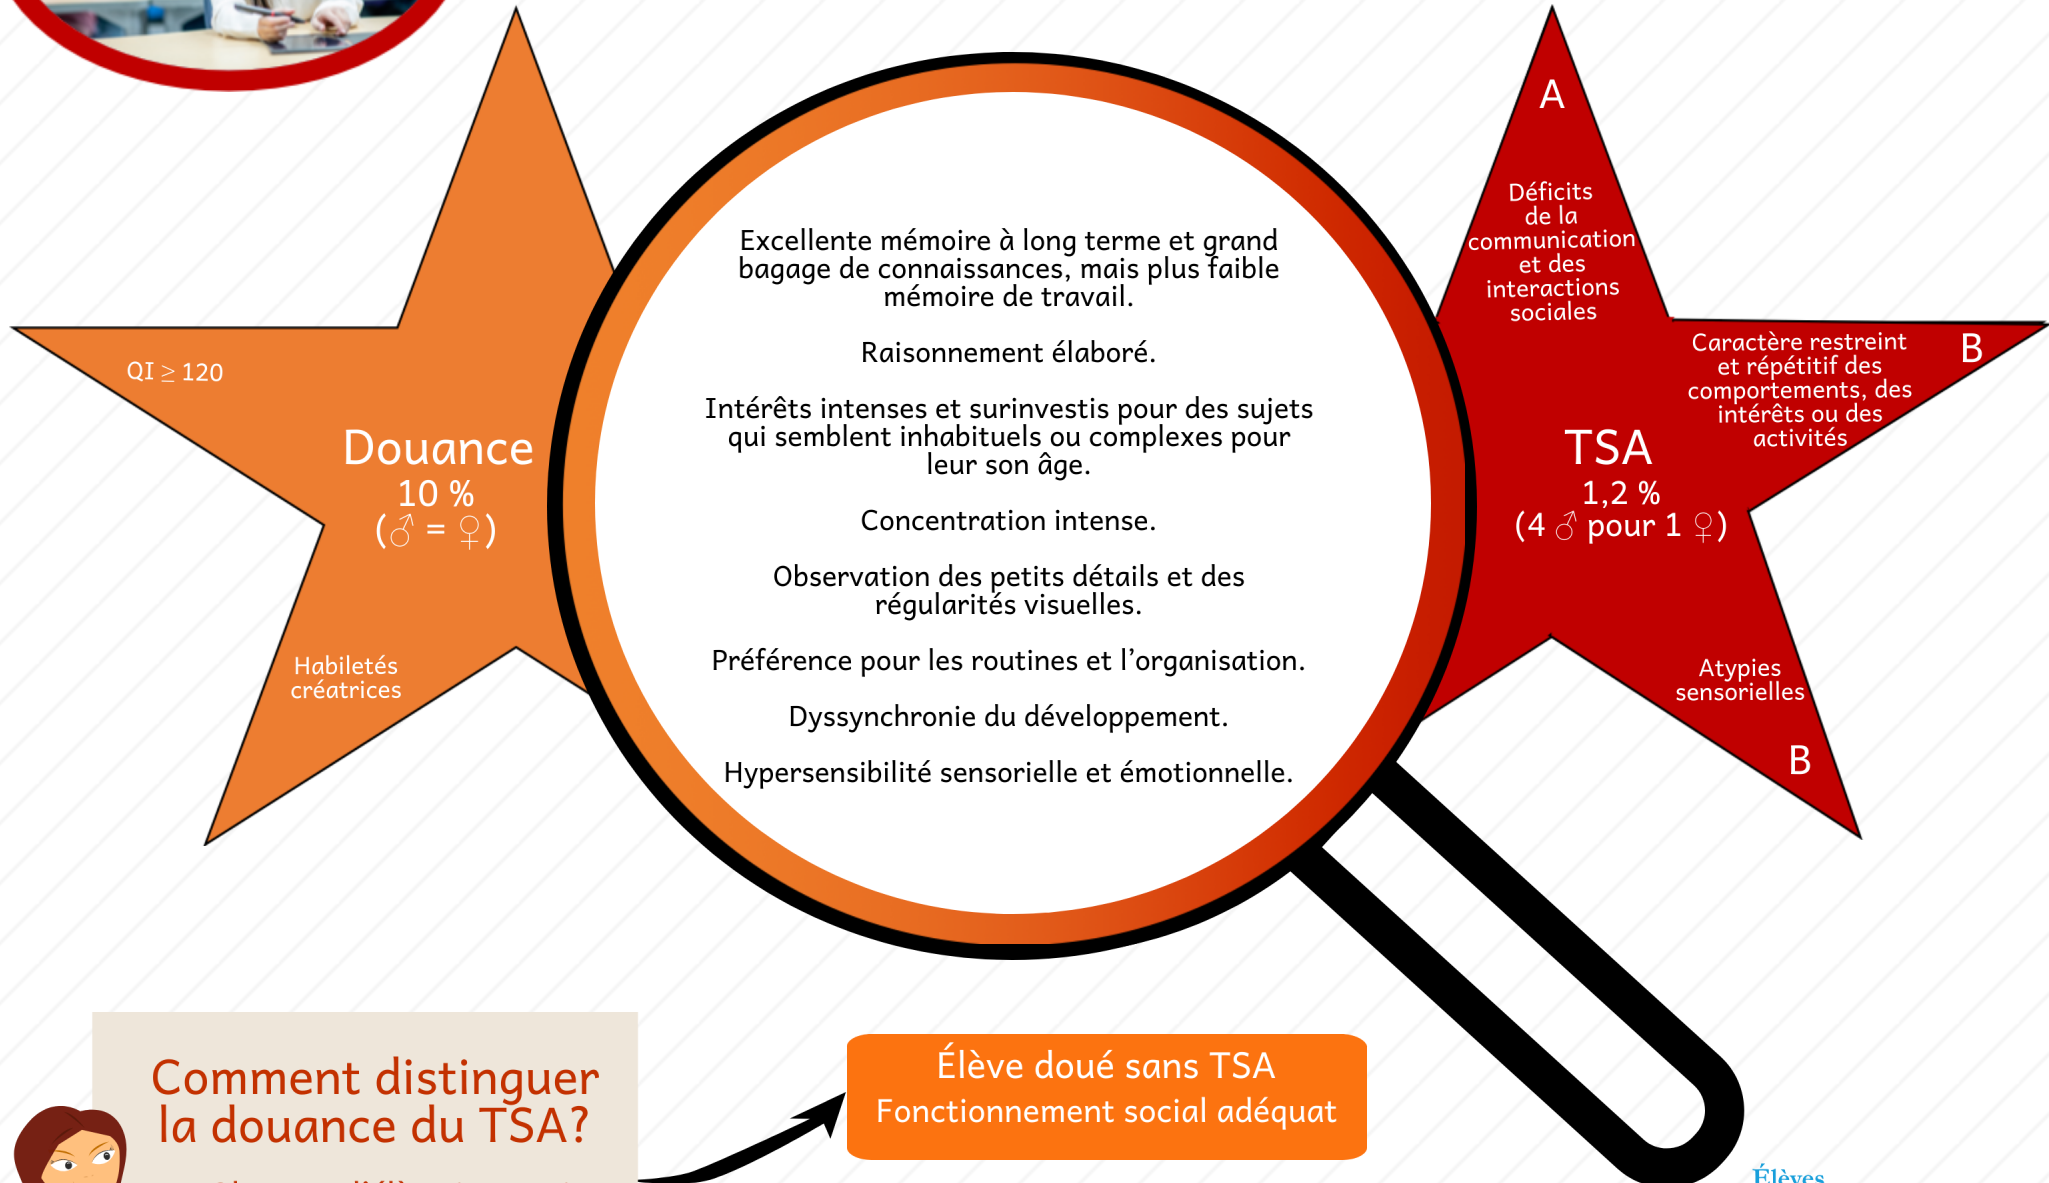 QI ≥ 120
Douance
10 %
(♂ = ♀)
Habiletés
créatrices
Excellente mémoire à long terme et grand
bagage de connaissances, mais plus faible
mémoire de travail.
Raisonnement élaboré.
Intérêts intenses et surinvestis pour des sujets
qui semblent inhabituels ou complexes pour
leur son âge.
Concentration intense.
Observation des petits détails et des
régularités visuelles.
Préférence pour les routines et l’organisation.
Dyssynchronie du développement.
Hypersensibilité sensorielle et émotionnelle.
A
Déficits
de la
communication
et des
interactions
sociales
B
Caractère restreint
et répétitif des
comportements, des
intérêts ou des
activités
TSA
1,2 %
(4 ♂ pour 1 ♀)
Atypies
sensorielles
B
Comment distinguer
la douance du TSA?
Élève doué sans TSA
Fonctionnement social adéquat
Élèves